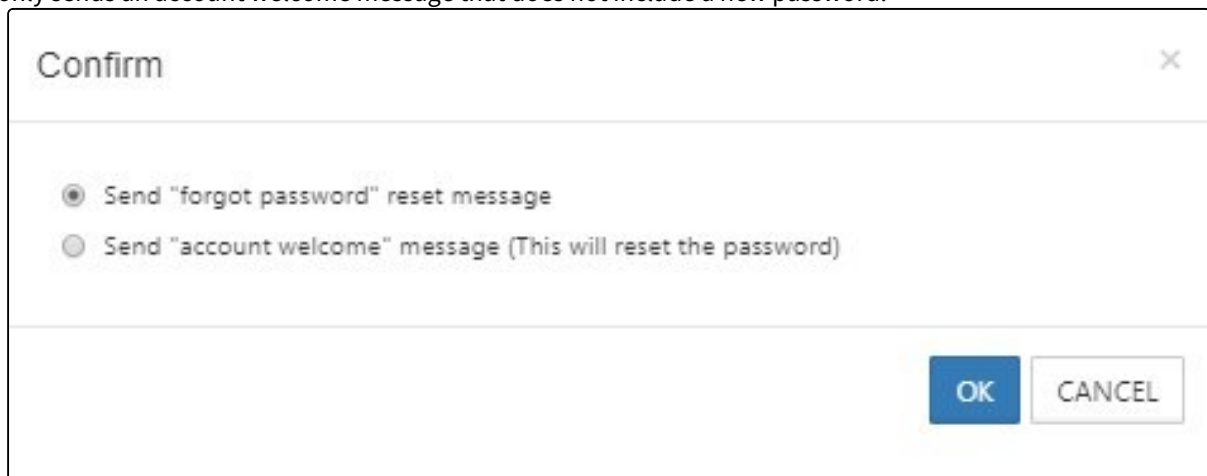 only sends an account welcome message that does not include a new password.
Confirm
×
Send "forgot password" reset message
Send "account welcome" message (This will reset the password)
OK CANCEL